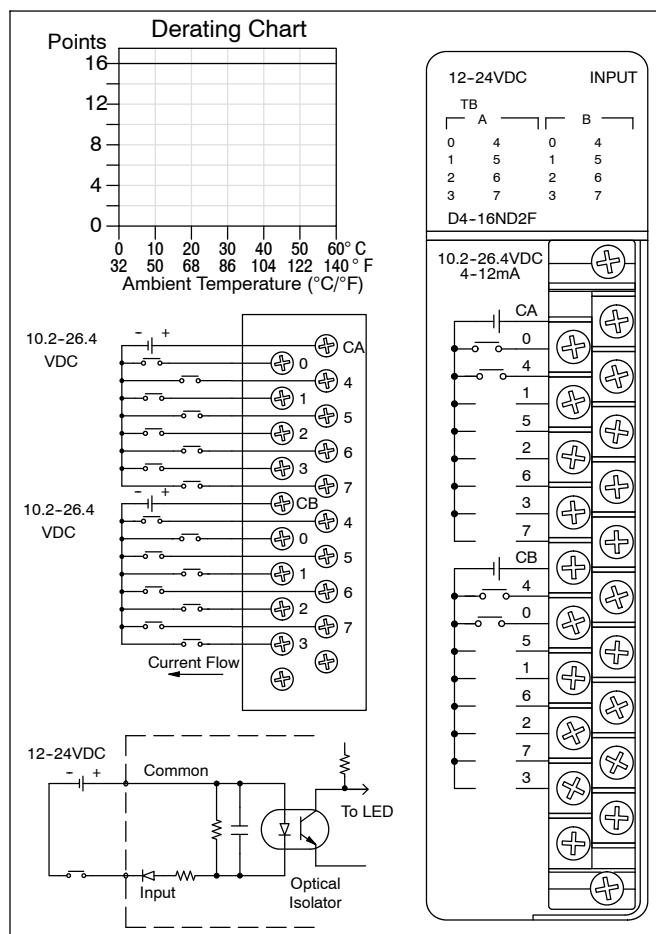 Derating Chart
Points
16
12
8
4
0
0 10 20 30 40 50 60° C
32 50 68 86 104 122 140 ° F
Ambient Temperature (°C/°F)
10.2-26.4
VDC
- +
CA
0
4
1
5
2
6
3
7
10.2-26.4
VDC
- +
CB
4
0
5
1
6
2
7
3
Current Flow
12-24VDC
- +
Common
To LED
Input
Optical
Isolator
12-24VDC INPUT
TB
A B
0 4 0 4
1 5 1 5
2 6 2 6
3 7 3 7
D4-16ND2F
10.2-26.4VDC
4-12mA
CA
0
4
1
5
2
6
3
7
CB
4
0
5
1
6
2
7
3